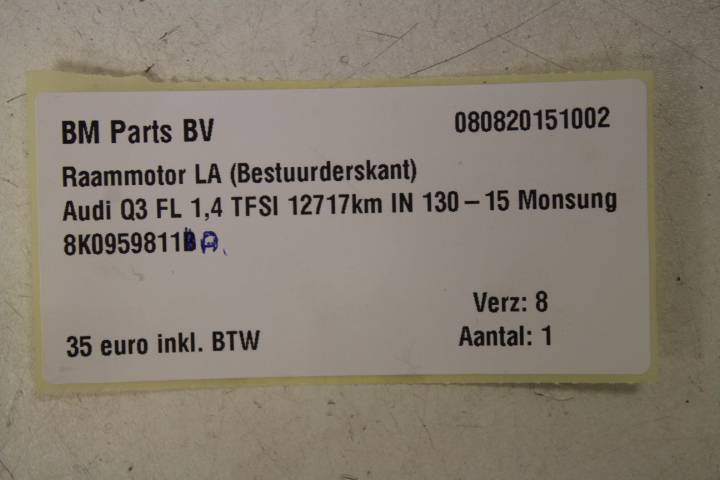 BM Parts BV 080820151002
Raammotor LA (Bestuurderskant)
Audi Q3 FL 1,4 TFSI 12717km IN 130 – 15 Monsung
8K0959811 A
Verz: 8
35 euro inkl. BTW Aantal: 1